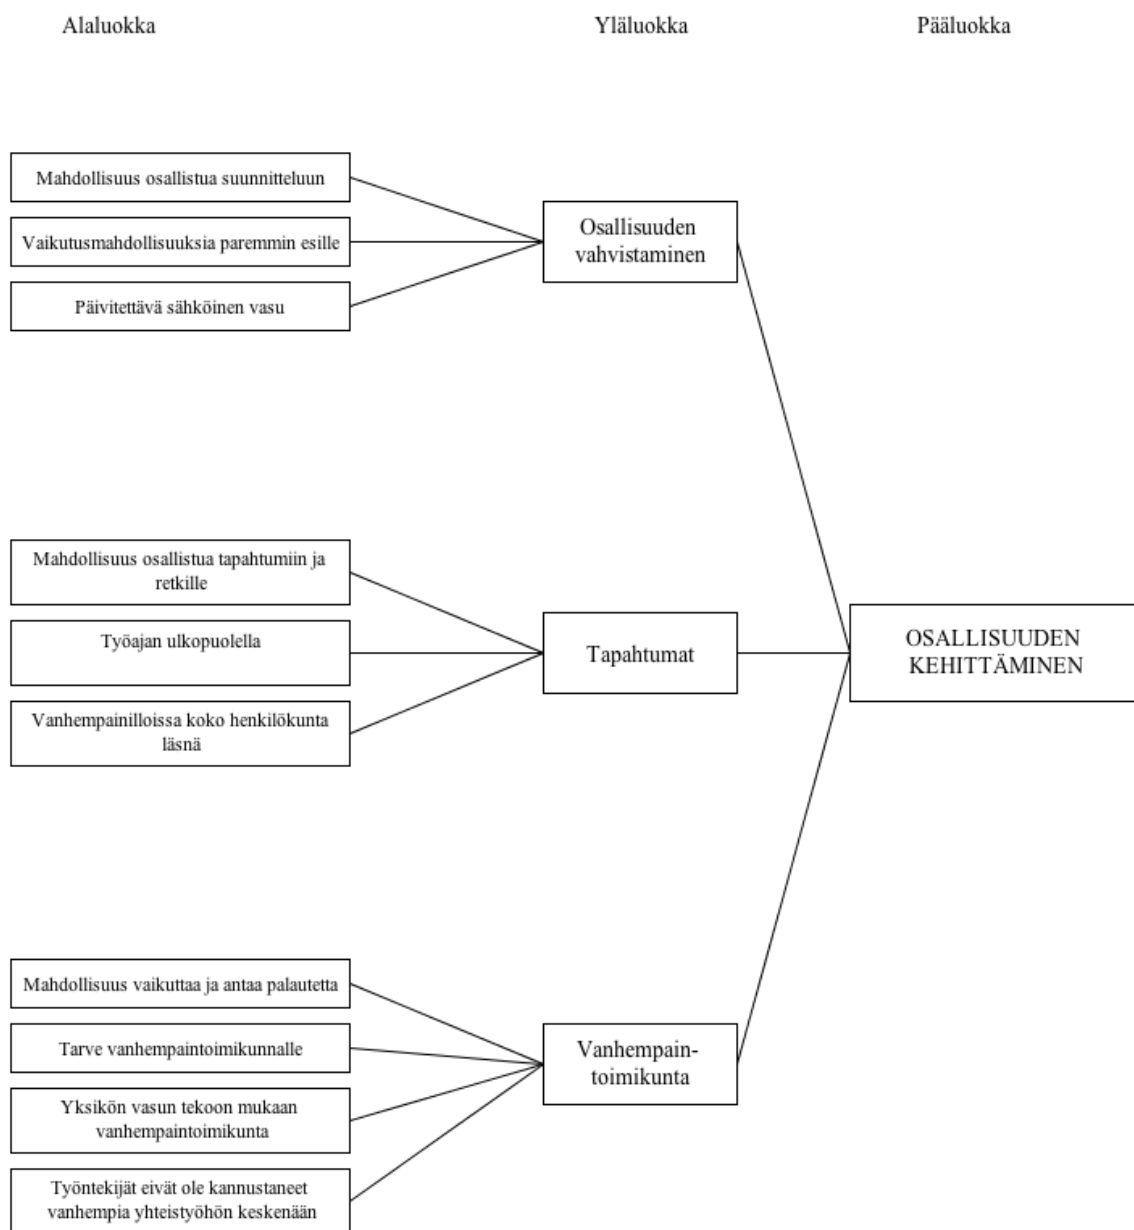 Alaluokka
Yläluokka
Pääluokka
Mahdollisuus osallistua suunnitteluun
Vaikutusmahdollisuuksia paremmin esille
Päivitettävä sähköinen vasu
Osallisuuden
vahvistaminen
Mahdollisuus osallistua tapahtumiin ja
retkille
Työajan ulkopuolella
Vanhempainilloissa koko henkilökunta
läsnä
Tapahtumat
OSALLISUUDEN
KEHITTÄMINEN
Mahdollisuus vaikuttaa ja antaa palautetta
Tarve vanhempaintoimikunnalle
Yksikön vasun tekoon mukaan
vanhempaintoimikunta
Työntekijät eivät ole kannustaneet
vanhempia yhteistyöhön keskenään
Vanhempain-
toimikunta